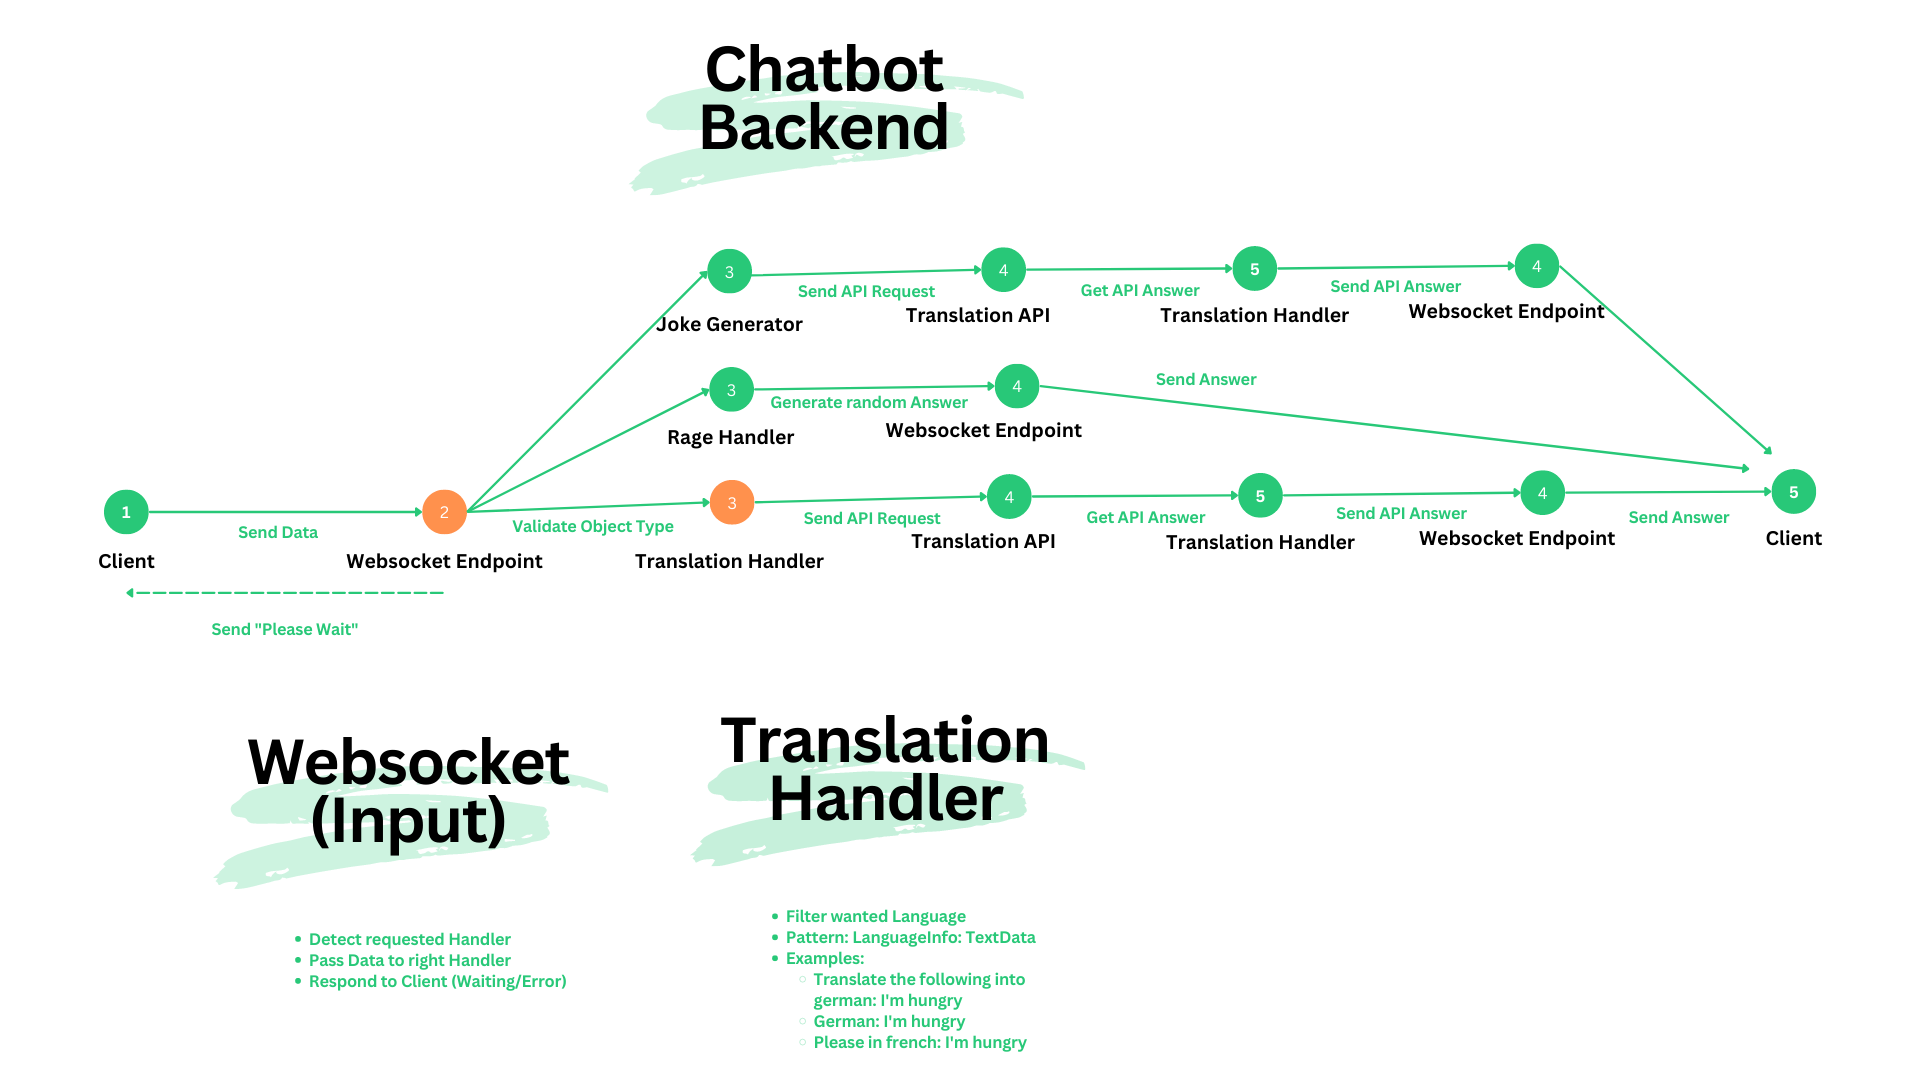 Chatbot
Backend
3
4
5
4
Send API Request
Get API Answer
Send API Answer
Joke Generator
Translation API
Translation Handler
Websocket Endpoint
3
4
Send Answer
Generate random Answer
Rage Handler
Websocket Endpoint
1
2
3
4
5
4
5
Send Data
Validate Object Type
Send API Request
Get API Answer
Send API Answer
Send Answer
Client
Websocket Endpoint
Translation Handler
Translation API
Translation Handler
Websocket Endpoint
Client
Send "Please Wait"
Websocket
(Input)
• Detect requested Handler
• Pass Data to right Handler
• Respond to Client (Waiting/Error)
Translation
Handler
• Filter wanted Language
• Pattern: LanguageInfo: TextData
• Examples:
○ Translate the following into
german: I'm hungry
○ German: I'm hungry
○ Please in french: I'm hungry